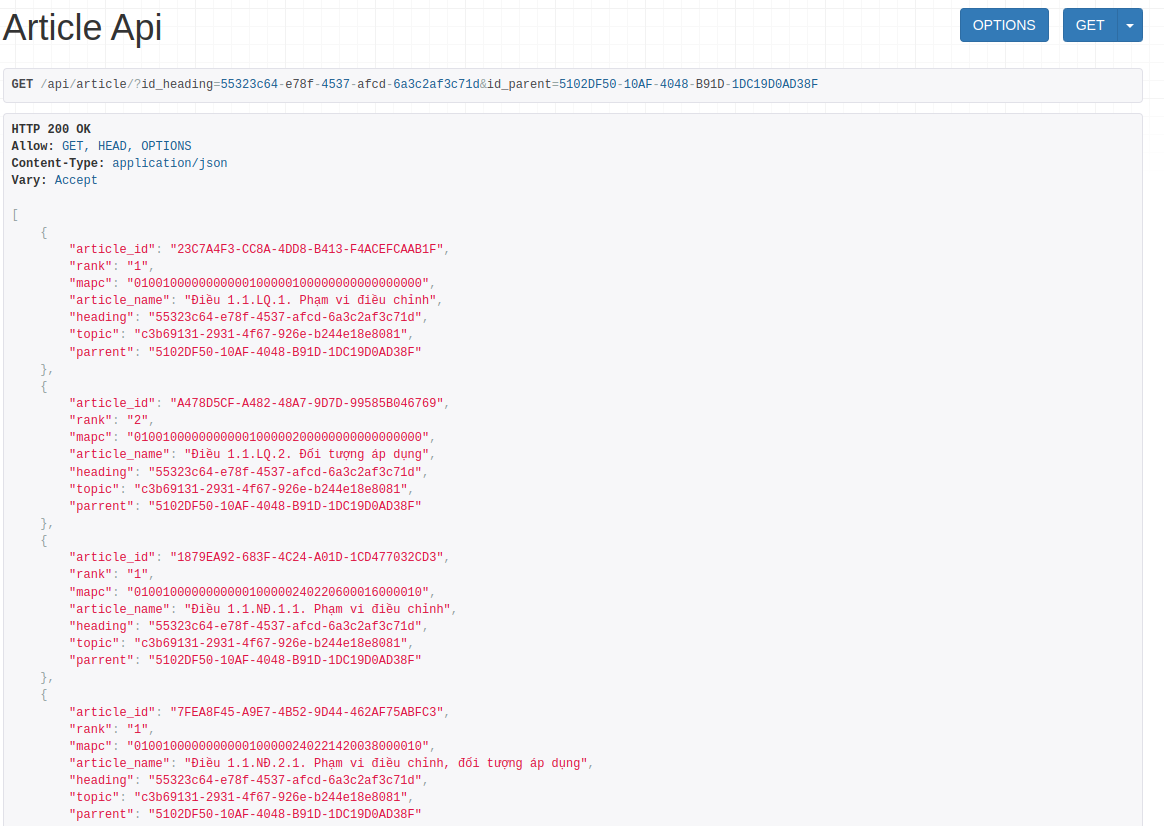 Article Api
OPTIONS
GET
GET /api/article/?id_heading=55323c64-e78f-4537-afcd-6a3c2af3c71d&id_parent=5102DF50-10AF-4048-B91D-1DC19D0AD38F
HTTP 200 OK
Allow: GET, HEAD, OPTIONS
Content-Type: application/json
Vary: Accept
[
{
"article_id": "23C7A4F3-CC8A-4DD8-B413-F4ACEFCAAB1F",
"rank": "1",
"mapc": "01001000000000001000001000000000000000000",
"article_name": "Điều 1.1.LQ.1. Phạm vi điều chỉnh",
"heading": "55323c64-e78f-4537-afcd-6a3c2af3c71d",
"topic": "c3b69131-2931-4f67-926e-b244e18e8081",
"parrent": "5102DF50-10AF-4048-B91D-1DC19D0AD38F"
},
{
"article_id": "A478D5CF-A482-48A7-9D7D-99585B046769",
"rank": "2",
"mapc": "01001000000000001000002000000000000000000",
"article_name": "Điều 1.1.LQ.2. Đối tượng áp dụng",
"heading": "55323c64-e78f-4537-afcd-6a3c2af3c71d",
"topic": "c3b69131-2931-4f67-926e-b244e18e8081",
"parrent": "5102DF50-10AF-4048-B91D-1DC19D0AD38F"
},
{
"article_id": "1879EA92-683F-4C24-A01D-1CD477032CD3",
"rank": "1",
"mapc": "0100100000000000100000240220600016000010",
"article_name": "Điều 1.1.NĐ.1.1. Phạm vi điều chỉnh",
"heading": "55323c64-e78f-4537-afcd-6a3c2af3c71d",
"topic": "c3b69131-2931-4f67-926e-b244e18e8081",
"parrent": "5102DF50-10AF-4048-B91D-1DC19D0AD38F"
},
{
"article_id": "7FEA8F45-A9E7-4B52-9D44-462AF75ABFC3",
"rank": "1",
"mapc": "0100100000000000100000240221420038000010",
"article_name": "Điều 1.1.NĐ.2.1. Phạm vi điều chỉnh, đối tượng áp dụng",
"heading": "55323c64-e78f-4537-afcd-6a3c2af3c71d",
"topic": "c3b69131-2931-4f67-926e-b244e18e8081",
"parrent": "5102DF50-10AF-4048-B91D-1DC19D0AD38F"